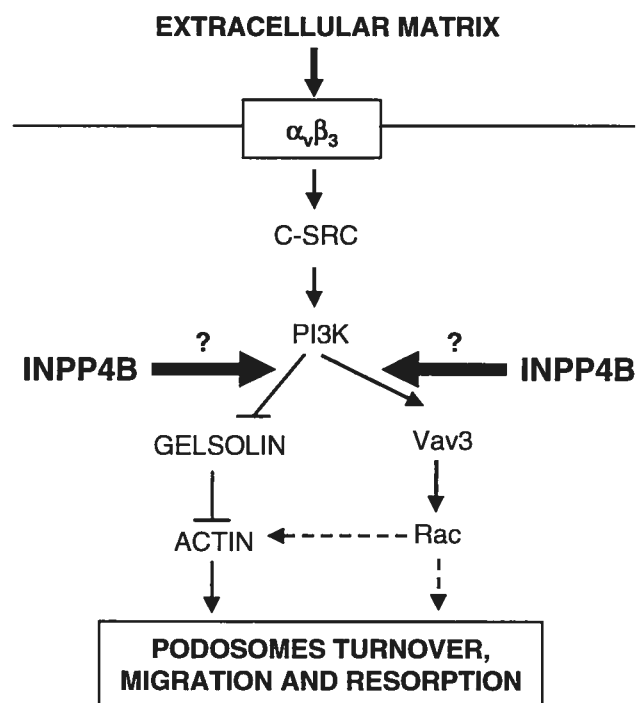 EXTRACELLULAR MATRIX
αvβ3
C-SRC
PI3K
? ?
INPP4B INPP4B
GELSOLIN Vav3
ACTIN Rac
PODOSOMES TURNOVER,
MIGRATION AND RESORPTION